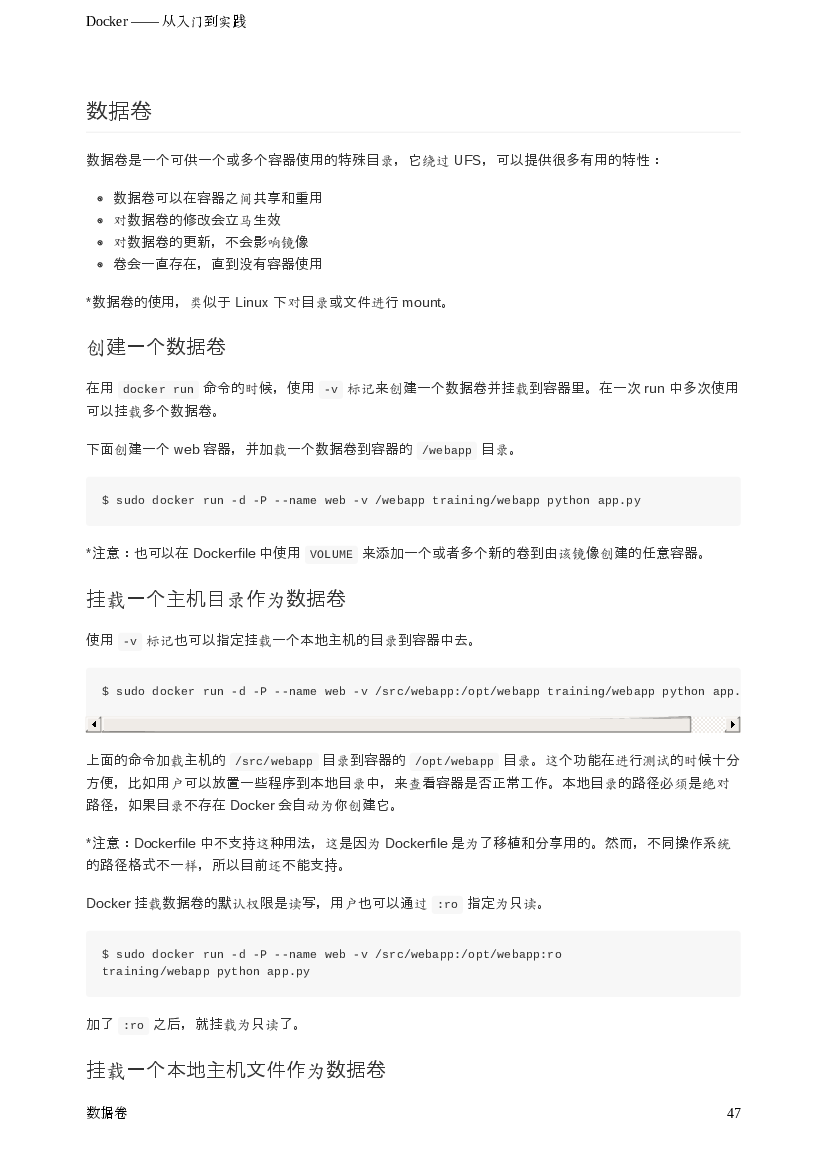 Docker —— 从入门到实践
数据卷
数据卷是一个可供一个或多个容器使用的特殊目录，它绕过 UFS，可以提供很多有用的特性：
数据卷可以在容器之间共享和重用
对数据卷的修改会立马生效
对数据卷的更新，不会影响镜像
卷会一直存在，直到没有容器使用
*数据卷的使用，类似于 Linux 下对目录或文件进行 mount。
创建一个数据卷
在用 docker run 命令的时候，使用 -v 标记来创建一个数据卷并挂载到容器里。在一次 run 中多次使用
可以挂载多个数据卷。
下面创建一个 web 容器，并加载一个数据卷到容器的 /webapp 目录。
$ sudo docker run -d -P --name web -v /webapp training/webapp python app.py
*注意：也可以在 Dockerfile 中使用 VOLUME 来添加一个或者多个新的卷到由该镜像创建的任意容器。
挂载一个主机目录作为数据卷
使用 -v 标记也可以指定挂载一个本地主机的目录到容器中去。
$ sudo docker run -d -P --name web -v /src/webapp:/opt/webapp training/webapp python app.
上面的命令加载主机的 /src/webapp 目录到容器的 /opt/webapp 目录。这个功能在进行测试的时候十分
方便，比如用户可以放置一些程序到本地目录中，来查看容器是否正常工作。本地目录的路径必须是绝对
路径，如果目录不存在 Docker 会自动为你创建它。
*注意：Dockerfile 中不支持这种用法，这是因为 Dockerfile 是为了移植和分享用的。然而，不同操作系统
的路径格式不一样，所以目前还不能支持。
Docker 挂载数据卷的默认权限是读写，用户也可以通过 :ro 指定为只读。
$ sudo docker run -d -P --name web -v /src/webapp:/opt/webapp:ro
training/webapp python app.py
加了 :ro 之后，就挂载为只读了。
挂载一个本地主机文件作为数据卷
数据卷 47